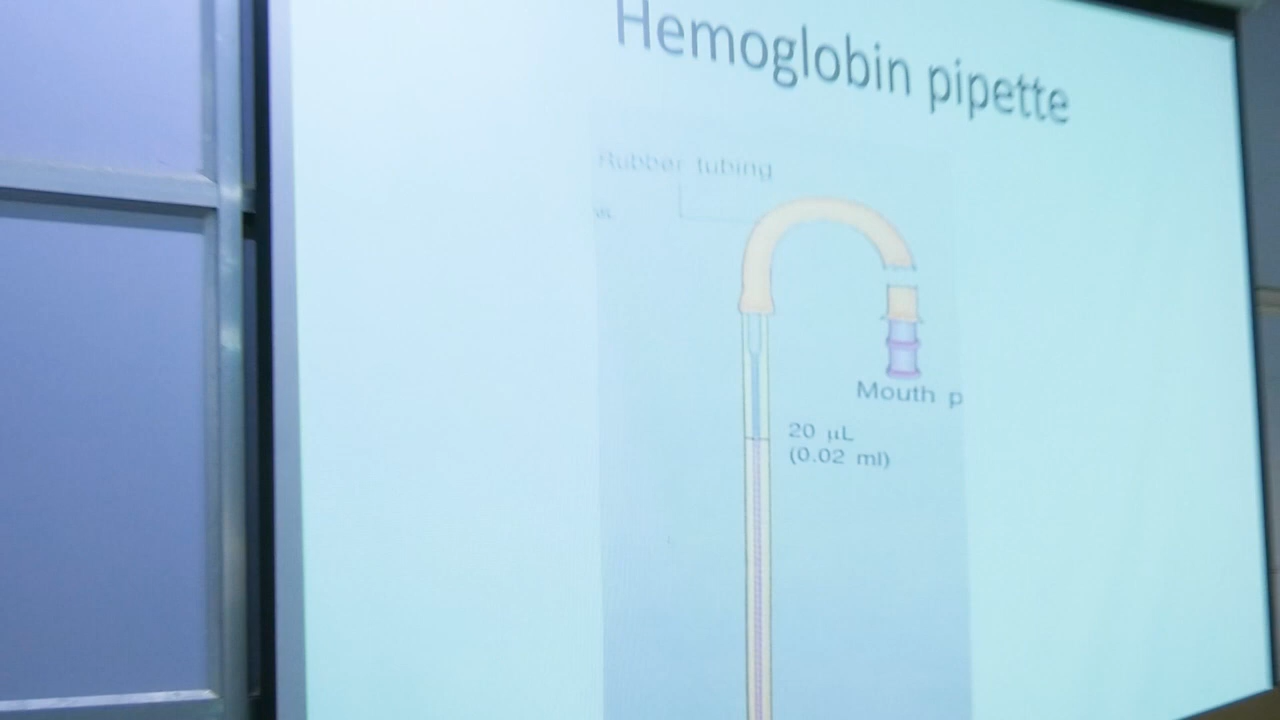 Hemoglobin pipette
Rubber tubing
Mouth p
20 µL
(0.02 ml)